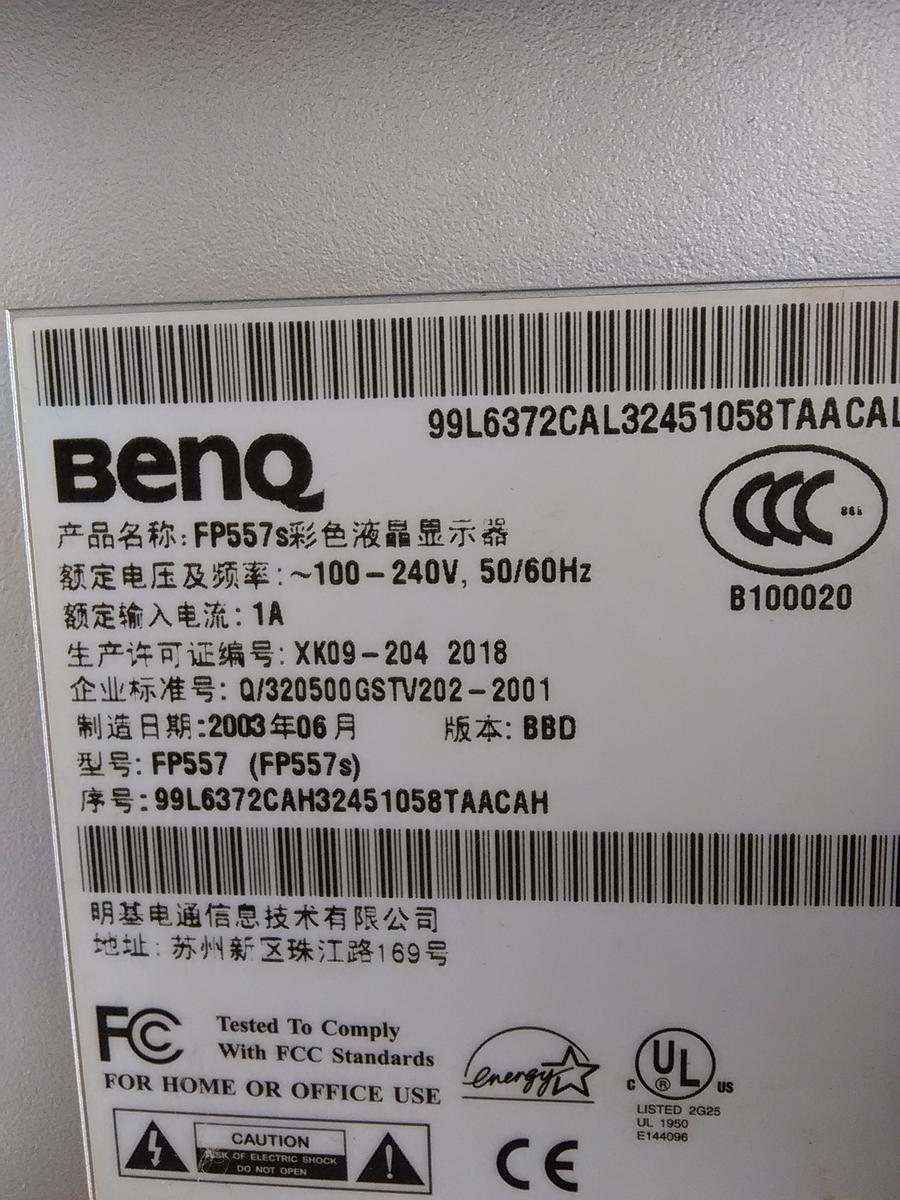 99L6372CAL32451058TAACAL
BenQ
产品名称:FP557s彩色液晶显示器
额定电压及频率:~100-240V, 50/60Hz
额定输入电流:1A
B100020
生产许可证编号:XK09-204 2018
企业标准号:Q/320500GSTV202-2001
制造日期:2003年06月 版本:BBD
型号:FP557 (FP557s)
序号:99L6372CAH32451058TAACAH
明基电通信息技术有限公司
地址:苏州新区珠江路169号
FC Tested To Comply
With FCC Standards
FOR HOME OR OFFICE USE
energy
C UL ® US
LISTED 2G25
UL 1950
E144096
CAUTION
RISK OF ELECTRIC SHOCK
DO NOT OPEN
CE